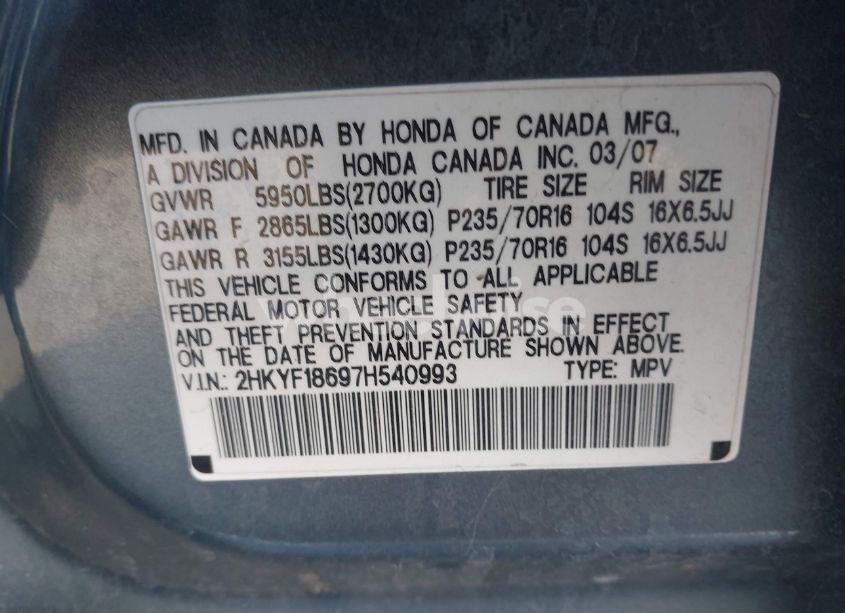 MFD. IN CANADA BY HONDA OF CANADA MFG.,
A DIVISION OF HONDA CANADA INC. 03/07
GVWR 5950LBS(2700KG) TIRE SIZE RIM SIZE
GAWR F 2865LBS(1300KG) P235/70R16 104S 16X6.5JJ
GAWR R 3155LBS(1430KG) P235/70R16 104S 16X6.5JJ
THIS VEHICLE CONFORMS TO ALL APPLICABLE
FEDERAL MOTOR VEHICLE SAFETY
AND THEFT PREVENTION STANDARDS IN EFFECT
ON THE DATE OF MANUFACTURE SHOWN ABOVE.
V.I.N.: 2HKYF18697H540993 TYPE: MPV